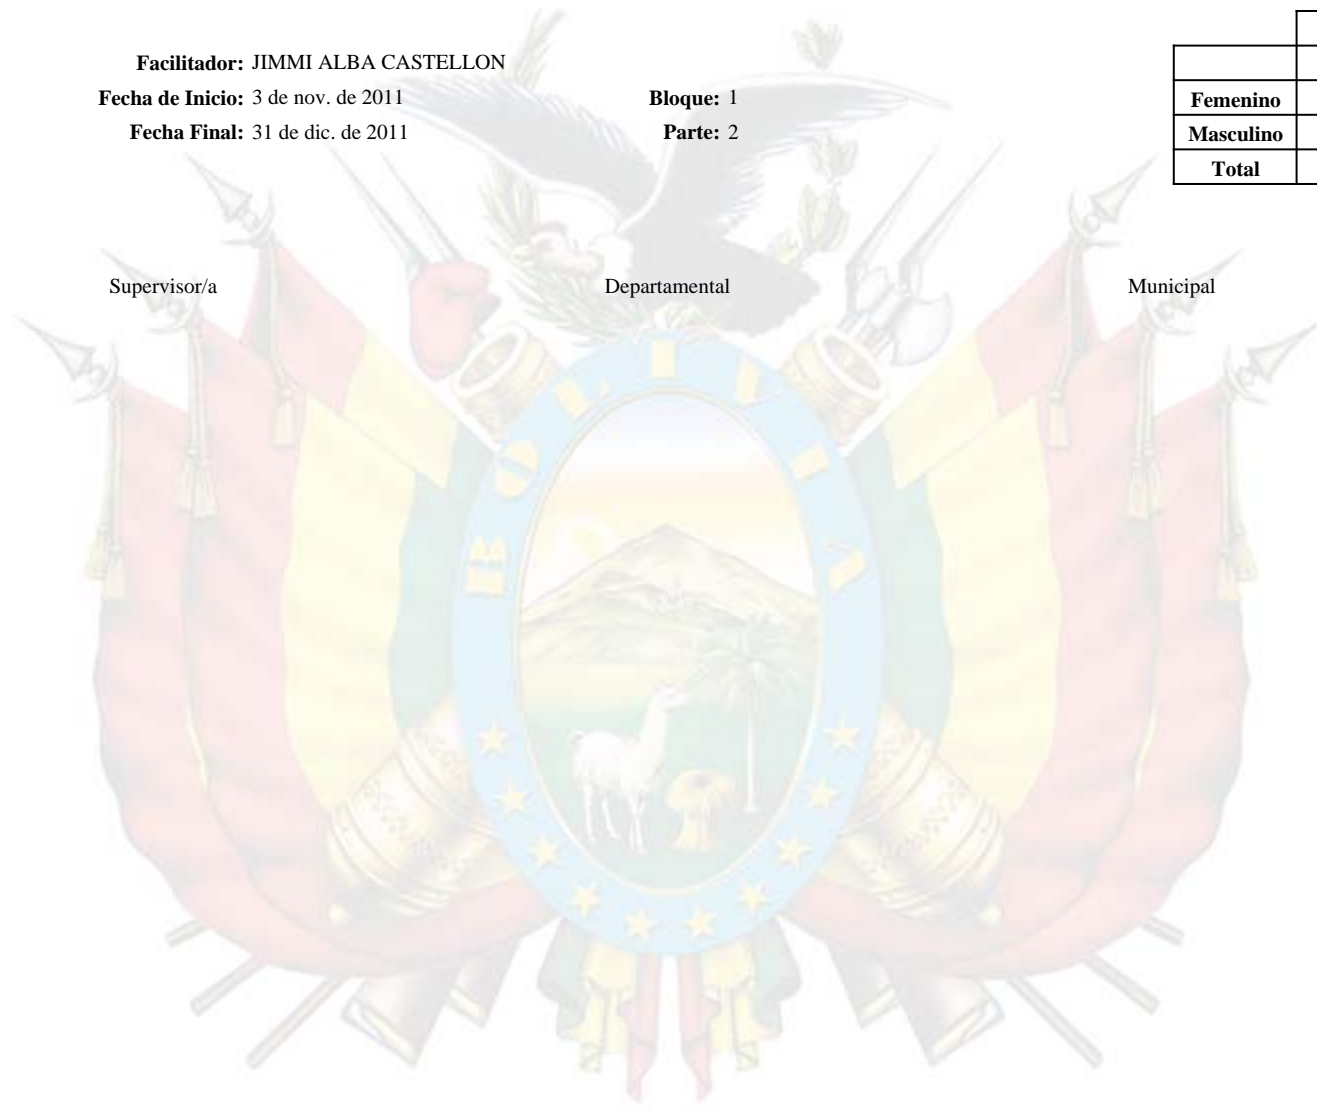 Facilitador: JIMMI ALBA CASTELLON
Fecha de Inicio: 3 de nov. de 2011 Bloque: 1
Fecha Final: 31 de dic. de 2011 Parte: 2
Femenino
Masculino
Total
Supervisor/a Departamental Municipal
BOLIVIA